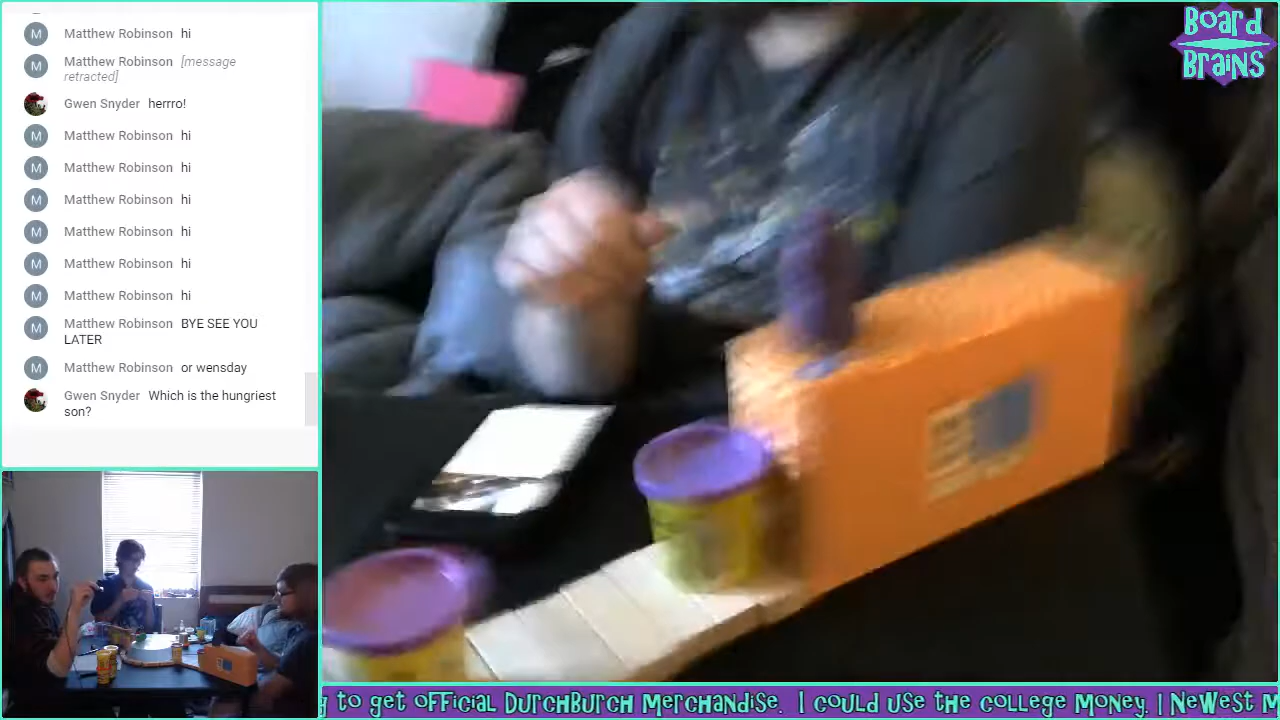 Matthew Robinson hi
Matthew Robinson [message
retracted]
Gwen Snyder herrro!
Matthew Robinson hi
Matthew Robinson hi
Matthew Robinson hi
Matthew Robinson hi
Matthew Robinson hi
Matthew Robinson hi
Matthew Robinson BYE SEE YOU
LATER
Matthew Robinson or wensday
Gwen Snyder Which is the hungriest
son?
BoarD
BrAiNS
g to get official DurchBurch Merchandise. I could use the college money. | Newest M